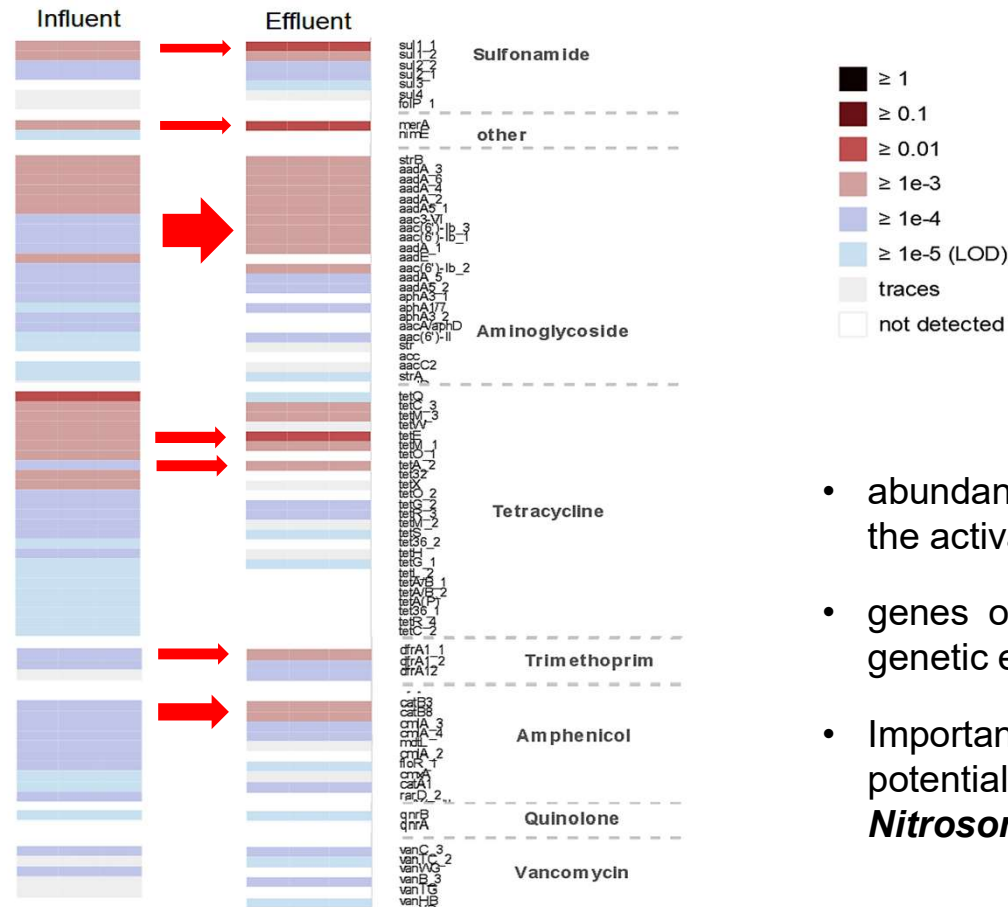 Influent
Effluent
sul1_1
sul1_2
sul2_2
sul2_1
sul3
sul4
folP_1
Sulfonamide
merA
nimE
other
strB
aadA_3
aadA_6
aadA_4
aadA_2
aadA5_1
aac3-VI
aac(6')-Ib_3
aac(6')-Ib_1
aadA_1
aadE
aac(6')-Ib_2
aadA_5
aadA5_2
aphA3_1
aphA1/7
aphA3_2
aacA/aphD
aac(6')-II
str
acc
aacC2
strA
Aminoglycoside
tetQ
tetC_3
tetM_3
tetW
tetE
tetM_1
tetO_1
tetA_2
tet32
tetX
tetO_2
tetG_2
tetR_3
tetM_2
tetS
tet36_2
tetH
tetG_1
tetL_2
tetA/B_1
tetA/B_2
tetA(P)
tet36_1
tetR_4
tetC_2
Tetracycline
dfrA1_1
dfrA1_2
dfrA12
Trimethoprim
catB3
catB8
cmlA_3
cmlA_4
mdtL
cmlA_2
floR_1
cmxA
catA1
rarD_2
Amphenicol
qnrB
qnrA
Quinolone
vanC_3
vanTC_2
vanWG
vanB_3
vanTG
vanHB
Vancomycin
≥ 1
≥ 0.1
≥ 0.01
≥ 1e-3
≥ 1e-4
≥ 1e-5 (LOD)
traces
not detected
• abundan
the activa
• genes o
genetic e
• Importan
potential
Nitrosor